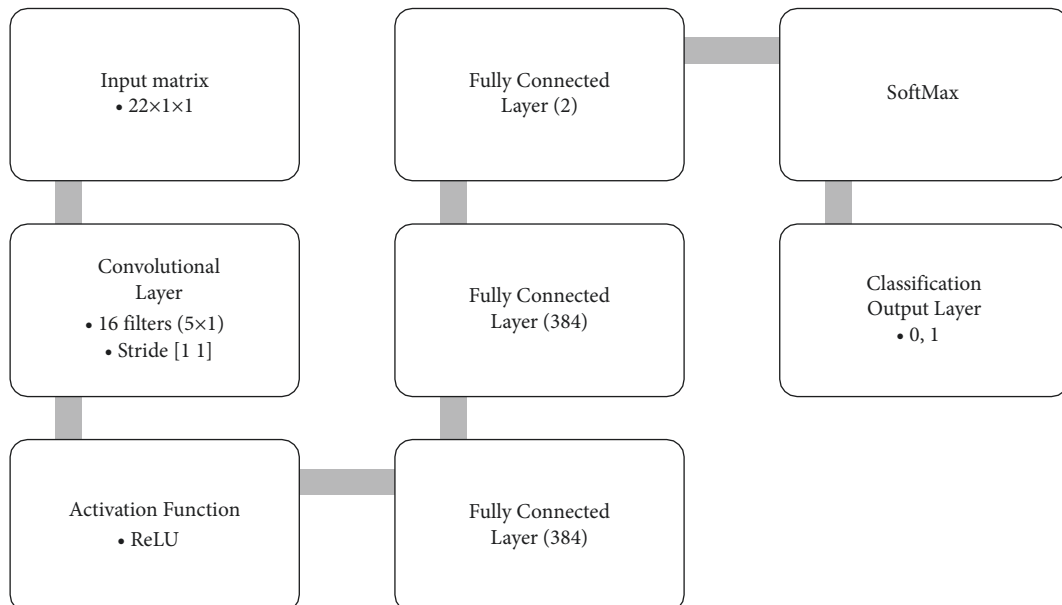 Input matrix
• 22×1×1
Convolutional
Layer
• 16 filters (5×1)
• Stride [1 1]
Activation Function
• ReLU
Fully Connected
Layer (384)
Fully Connected
Layer (384)
Fully Connected
Layer (2)
SoftMax
Classification
Output Layer
• 0, 1